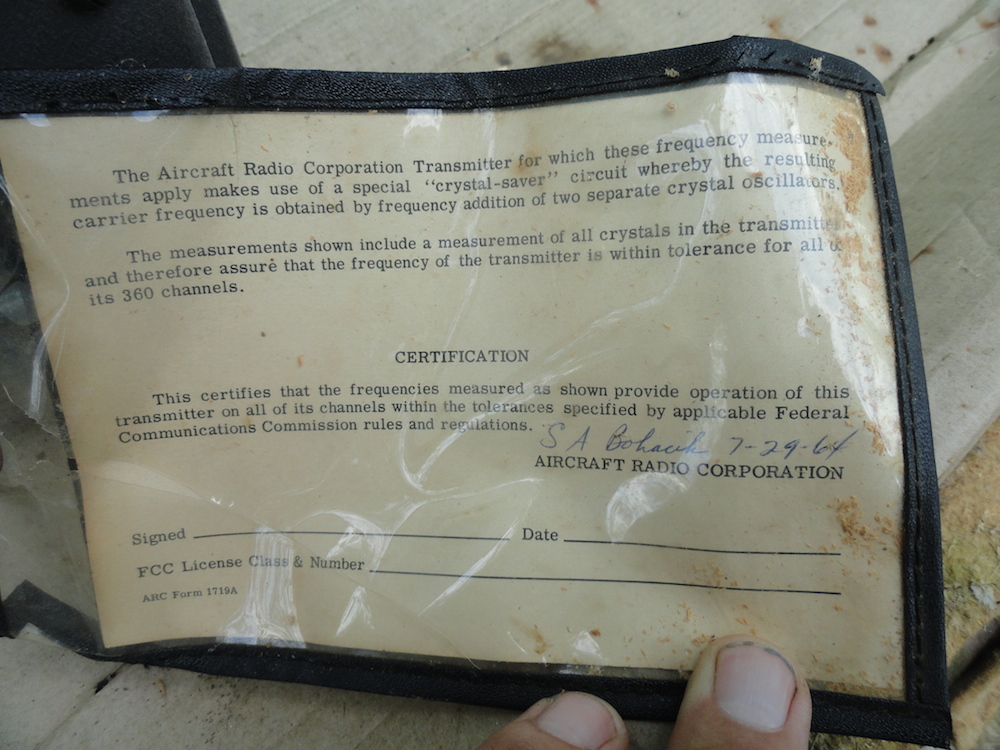 The Aircraft Radio Corporation Transmitter for which these frequency measure-
ments apply makes use of a special "crystal-saver" circuit whereby the resulting
carrier frequency is obtained by frequency addition of two separate crystal oscillators.
The measurements shown include a measurement of all crystals in the transmitter
and therefore assure that the frequency of the transmitter is within tolerance for all
its 360 channels.
CERTIFICATION
This certifies that the frequencies measured as shown provide operation of this
transmitter on all of its channels within the tolerances specified by applicable Federal
Communications Commission rules and regulations.
S A Bohacik 7-29-64
AIRCRAFT RADIO CORPORATION
Signed Date
FCC License Class & Number
ARC Form 1719A